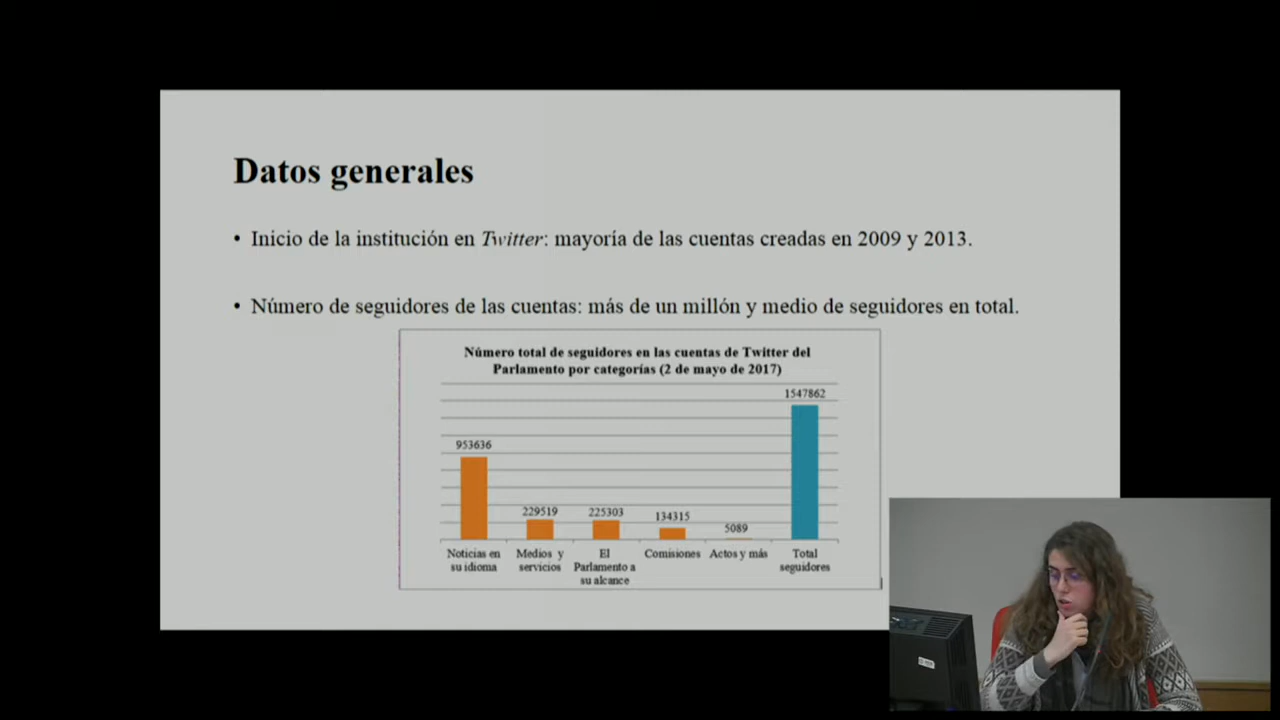 Datos generales
• Inicio de la institución en Twitter: mayoría de las cuentas creadas en 2009 y 2013.
• Número de seguidores de las cuentas: más de un millón y medio de seguidores en total.
Número total de seguidores en las cuentas de Twitter del
Parlamento por categorías (2 de mayo de 2017)
1547862
953636
229519
225303
134315
5089
Noticias en
su idioma
Medios y
servicios
El
Parlamento a
su alcance
Comisiones
Actos y más
Total
seguidores